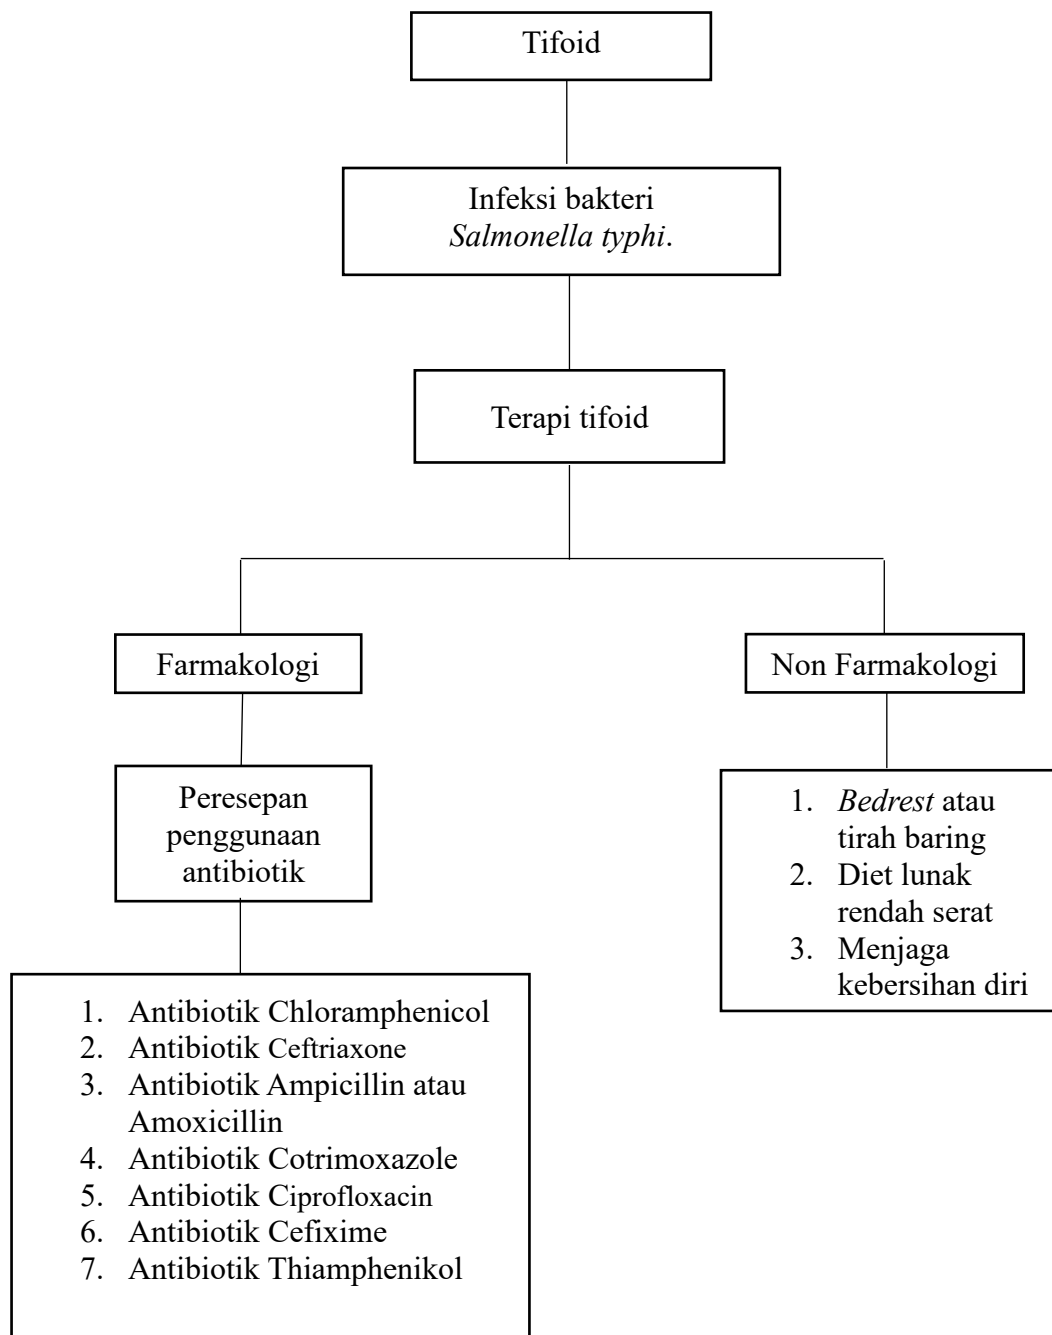 Tifoid
Infeksi bakteri
Salmonella typhi.
Terapi tifoid
Farmakologi
Non Farmakologi
Peresepan
penggunaan
antibiotik
1. Bedrest atau
tirah baring
2. Diet lunak
rendah serat
3. Menjaga
kebersihan diri
1. Antibiotik Chloramphenicol
2. Antibiotik Ceftriaxone
3. Antibiotik Ampicillin atau
Amoxicillin
4. Antibiotik Cotrimoxazole
5. Antibiotik Ciprofloxacin
6. Antibiotik Cefixime
7. Antibiotik Thiamphenikol